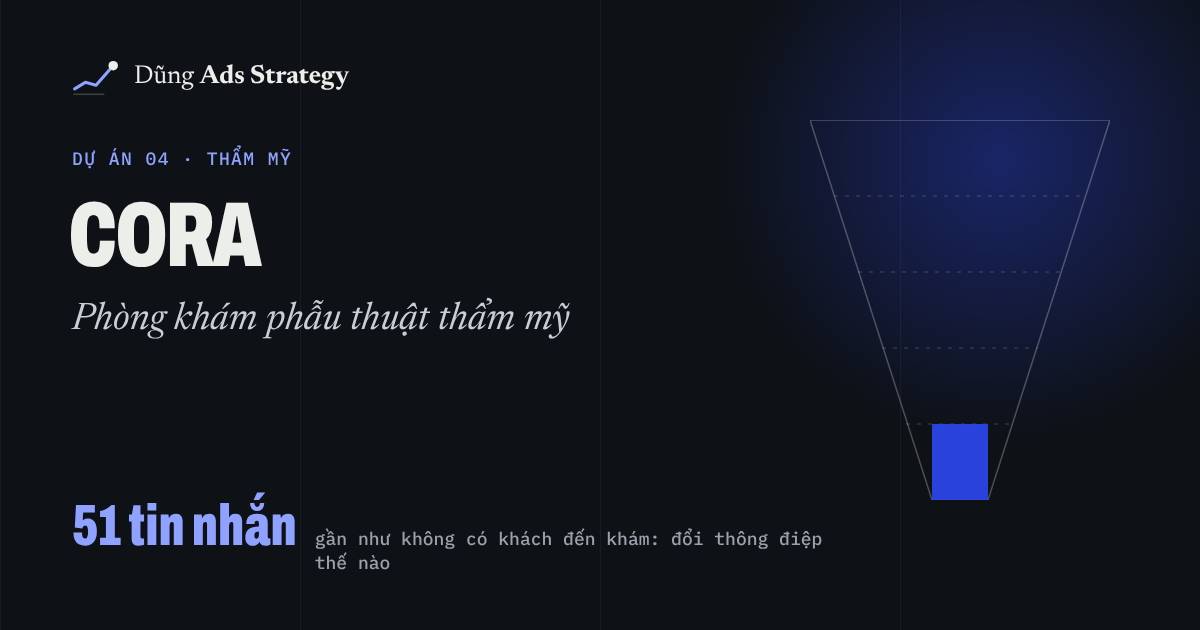 Dũng Ads Strategy
DỰ ÁN 04 · THẨM MỸ
CORA
Phòng khám phẫu thuật thẩm mỹ
51 tin nhắn
gần như không có khách đến khám: đổi thông điệp
thế nào